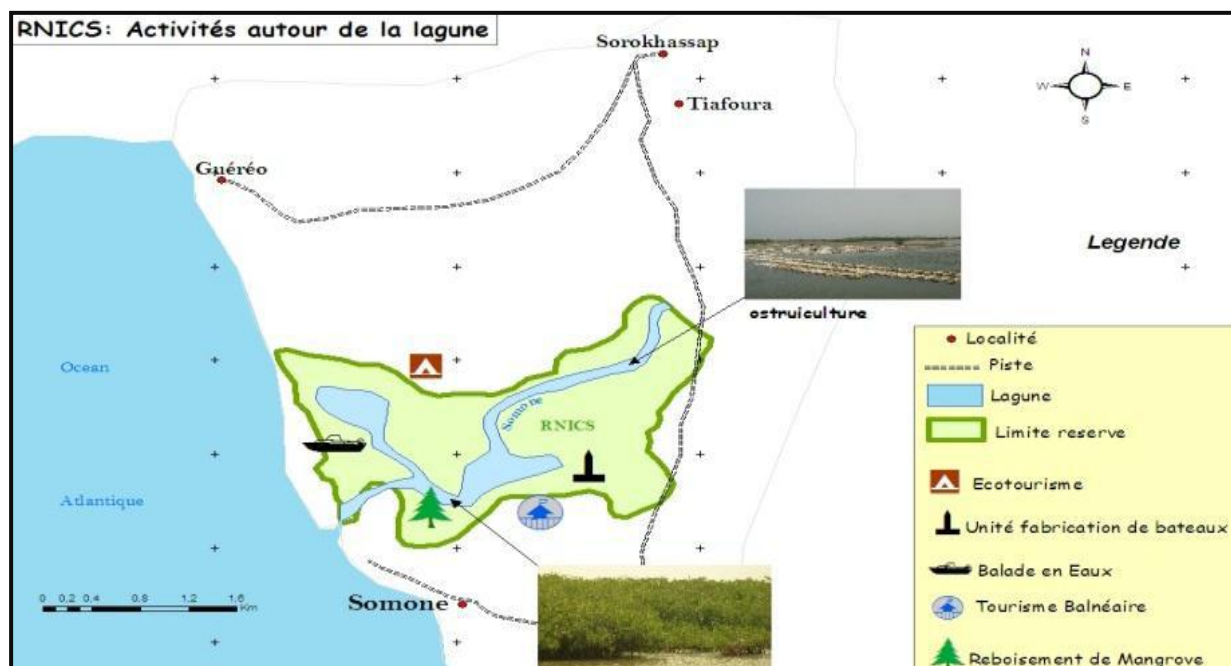 RNICS: Activités autour de la lagune
Sorokhassap
Tiafoura
Guéréo
N
W E
S
Legende
ostruiculture
Localité
Piste
Lagune
Limite reserve
Ecotourisme
Unité fabrication de bateaux
Balade en Eaux
Tourisme Balnéaire
Reboisement de Mangrove
Ocean
Atlantique
Somone
RNICS
Somone
0 0.2 0.4 0.8 1.2 1.6
Km